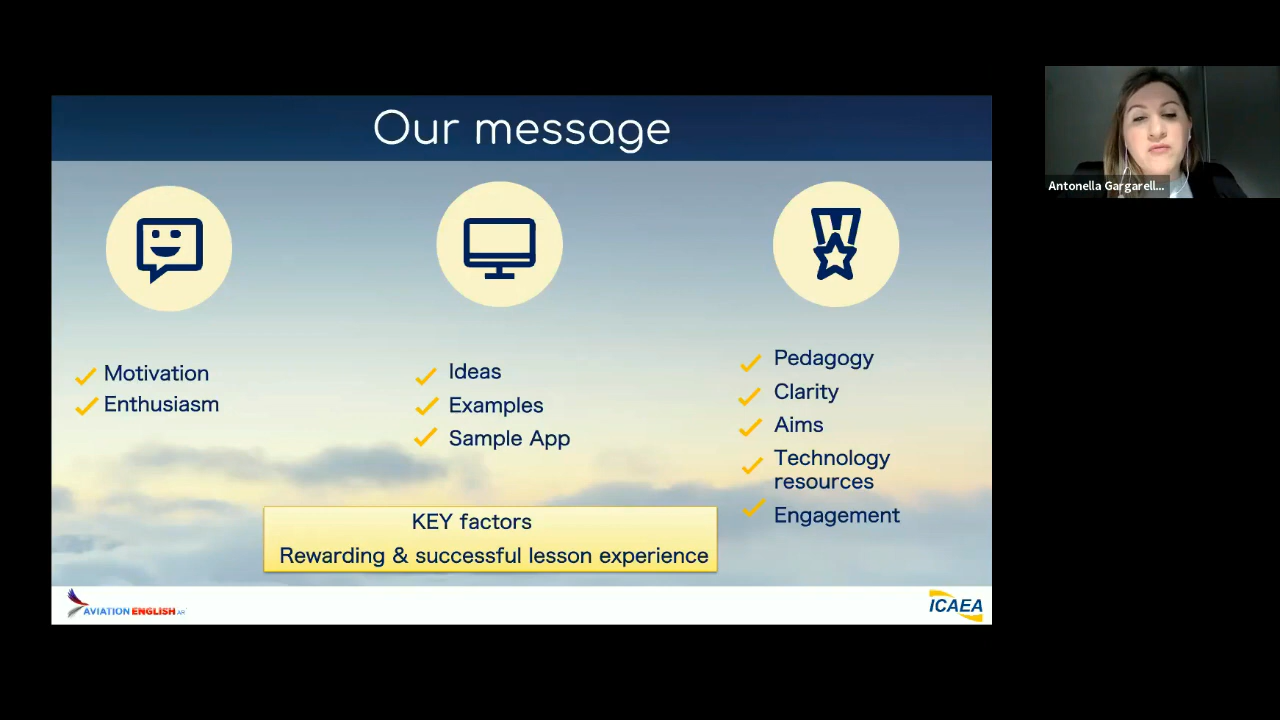 Our message
Motivation
Enthusiasm
Ideas
Examples
Sample App
Pedagogy
Clarity
Aims
Technology
resources
Engagement
KEY factors
Rewarding & successful lesson experience
AVIATION ENGLISH AR
ICAEA
Antonella Gargarell...